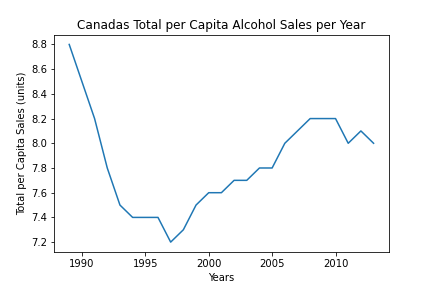 Canadas Total per Capita Alcohol Sales per Year
Total per Capita Sales (units)
8.8
8.6
8.4
8.2
8.0
7.8
7.6
7.4
7.2
1990 1995 2000 2005 2010
Years